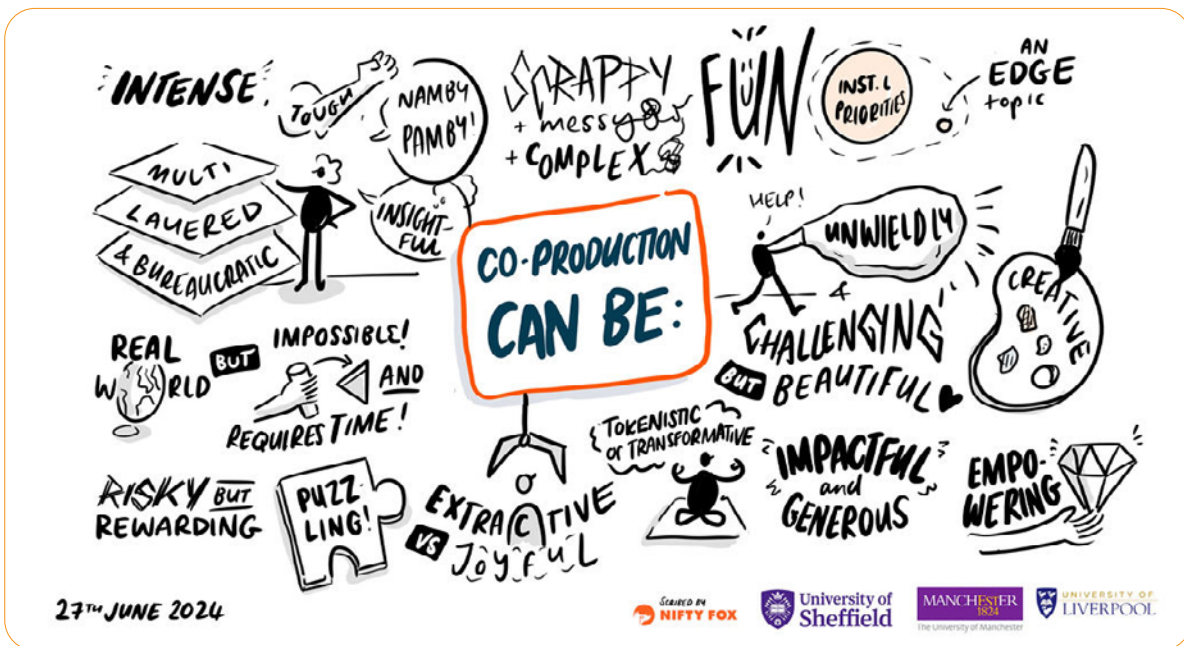 INTENSE
TOUGH
NAMBY
PAMBY!
SCRAPPY
+ messy
+ COMPLEX
FUN
INST.L
PRIORITIES
AN
EDGE
topic
MULTI
LAYERED
& BUREAUCRATIC
INSIGHT-
FUL
CO-PRODUCTION
CAN BE:
HELP!
UNWIELDLY
CREATIVE
REAL
WORLD
BUT
IMPOSSIBLE!
AND
REQUIRES TIME!
CHALLENGYNG
BUT BEAUTIFUL
RISKY BUT
REWARDING
PUZZ-
LING!
EXTRACTIVE
VS
JOYFUL
TOKENISTIC
or TRANSFORMATIVE
IMPACTFUL
and
GENEROUS
EMPO-
WERING
27TH JUNE 2024
SCRIBED BY
NIFTY FOX
University of
Sheffield
MANCHESTER
1824
The University of Manchester
UNIVERSITY OF
LIVERPOOL